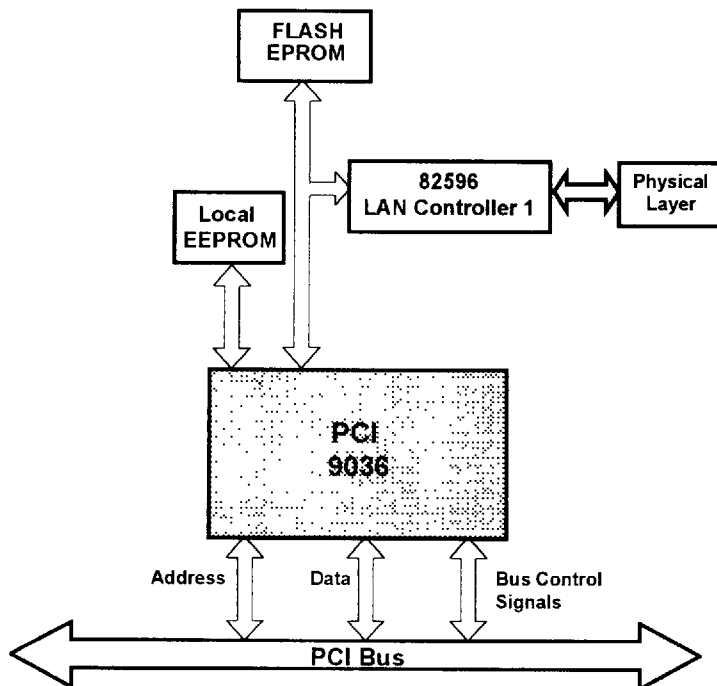 FLASH
EPROM
82596
LAN Controller 1
Physical
Layer
Local
EEPROM
PCI
9036
Address
Data
Bus Control
Signals
PCI Bus